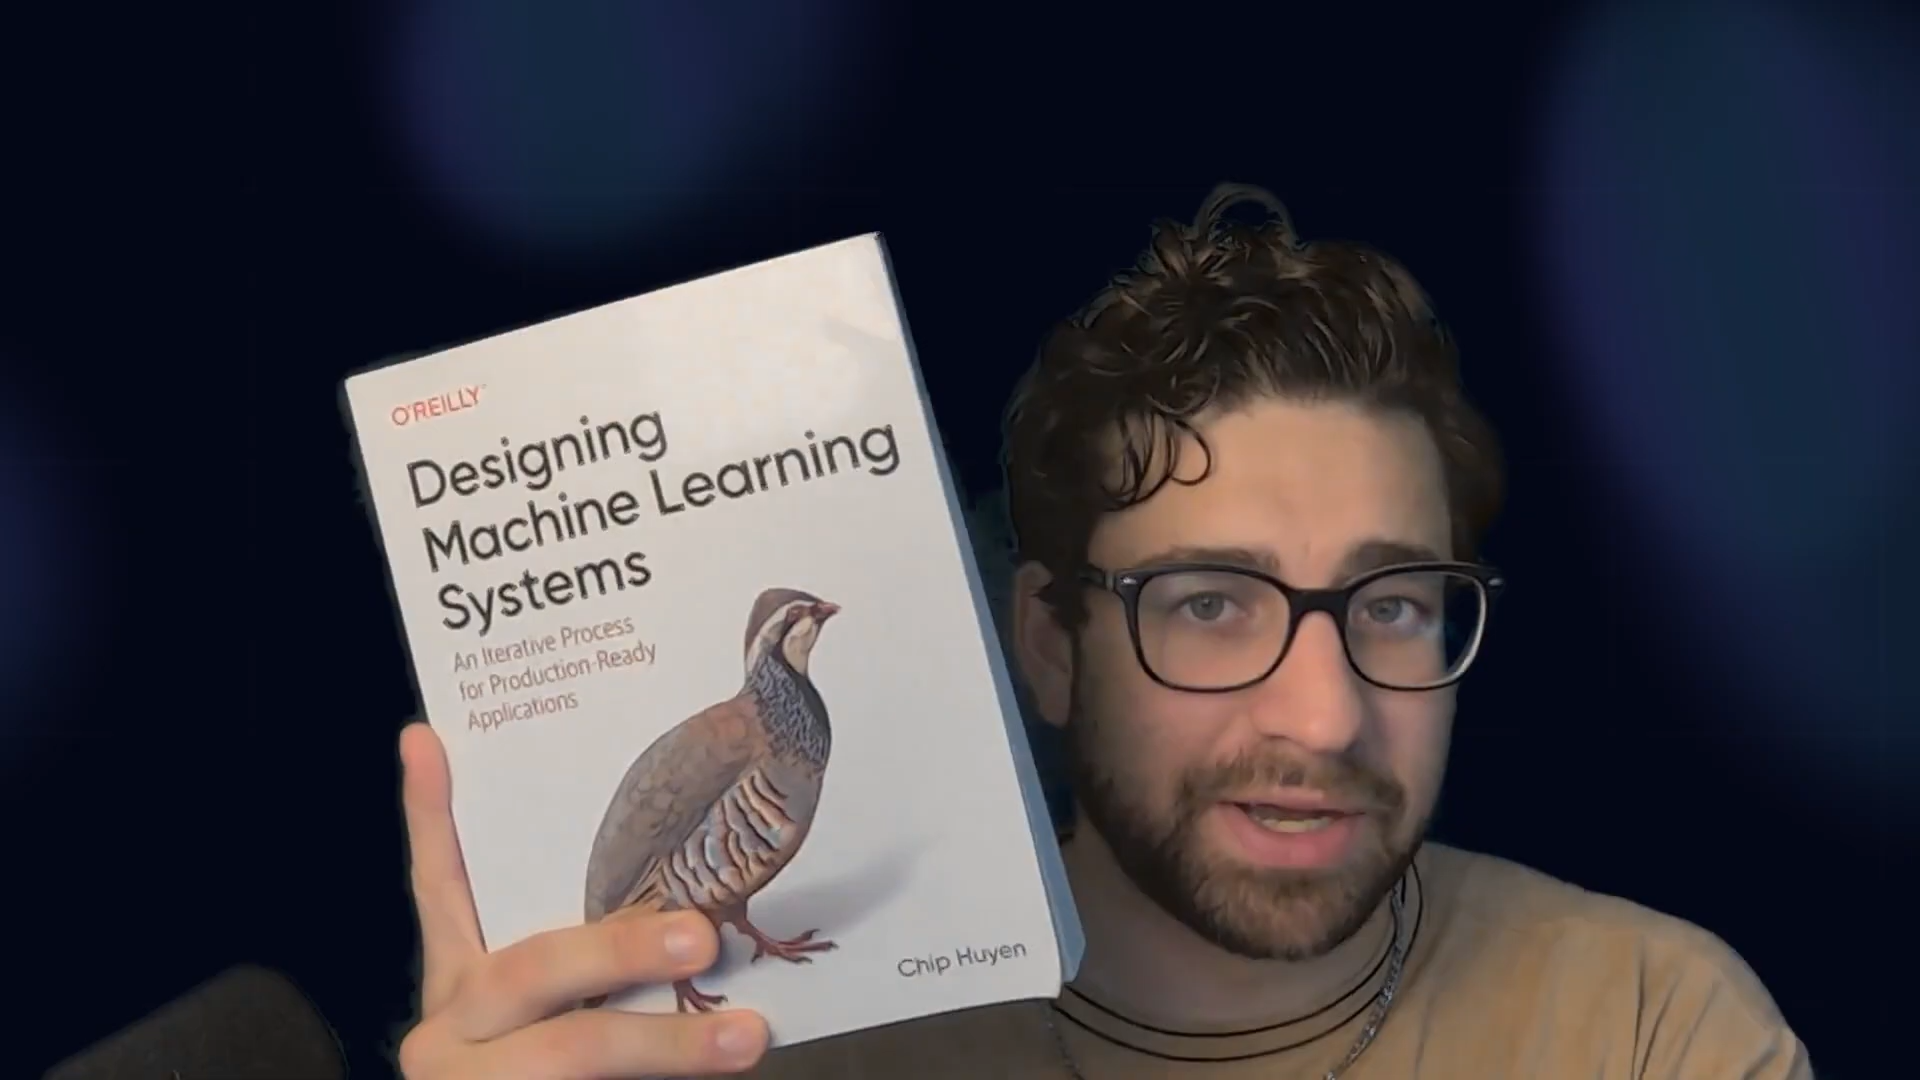 O'REILLY
Designing
Machine Learning
Systems
An Iterative Process
for Production-Ready
Applications
Chip Huyen